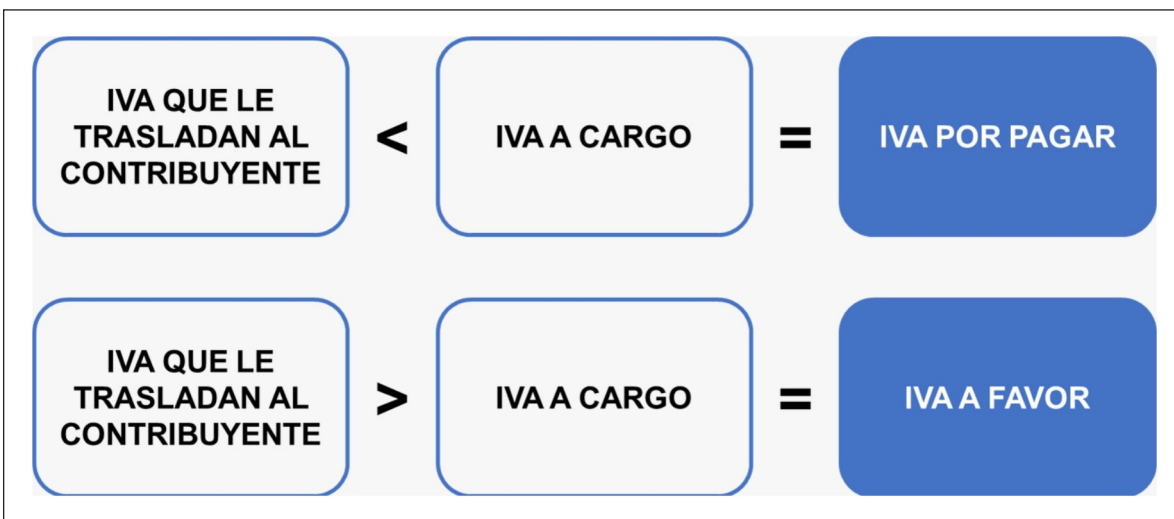 IVA QUE LE
TRASLADAN AL
CONTRIBUYENTE
<
IVA A CARGO
=
IVA POR PAGAR
IVA QUE LE
TRASLADAN AL
CONTRIBUYENTE
>
IVA A CARGO
=
IVA A FAVOR